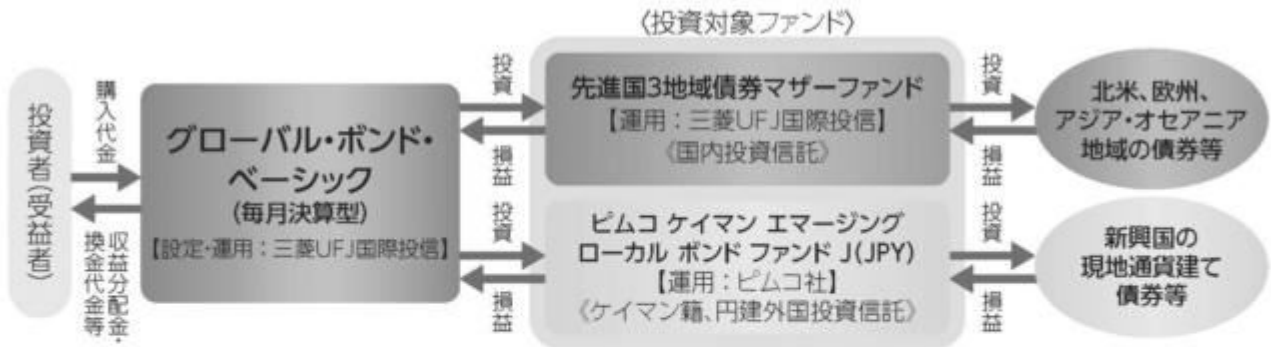 〈投資対象ファンド〉
投資者(受益者)
購入代金
収益分配金・
換金代金等
グローバル・ボンド・
ベーシック
(毎月決算型)
【設定・運用:三菱UFJ国際投信】
投資
損益
投資
損益
先進国3地域債券マザーファンド
【運用:三菱UFJ国際投信】
《国内投資信託》
ピムコ ケイマン エマージング
ローカル ボンド ファンド J(JPY)
【運用:ピムコ社】
《ケイマン籍、円建外国投資信託》
投資
損益
投資
損益
北米、欧州、
アジア・オセアニア
地域の債券等
新興国の
現地通貨建て
債券等